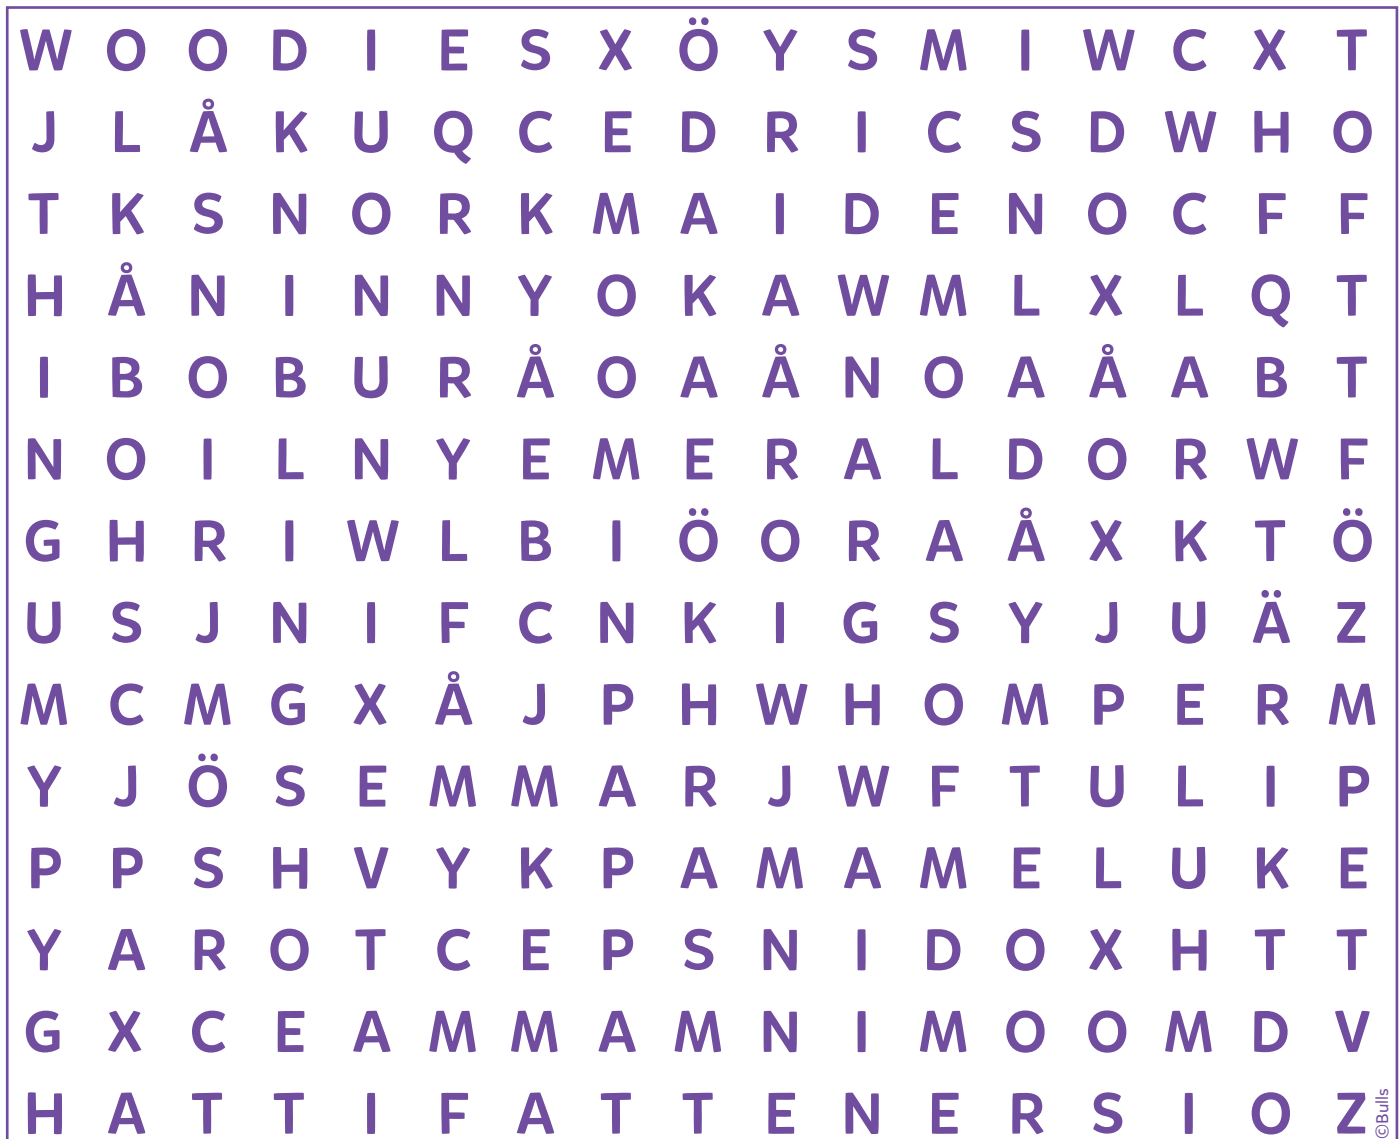 W O O D I E S X Ö Y S M I W C X T
J L Å K U Q C E D R I C S D W H O
T K S N O R K M A I D E N O C F F
H Å N I N N Y O K A W M L X L Q T
I B O B U R Å O A Å N O A Å A B T
N O I L N Y E M E R A L D O R W F
G H R I W L B I Ö O R A Å X K T Ö
U S J N I F C N K I G S Y J U Ä Z
M C M G X Å J P H W H O M P E R M
Y J Ö S E M M A R J W F T U L I P
P P S H V Y K P A M A M E L U K E
Y A R O T C E P S N I D O X H T T
G X C E A M M A M N I M O O M D V
H A T T I F A T T E N E R S I O Z
©Bulls